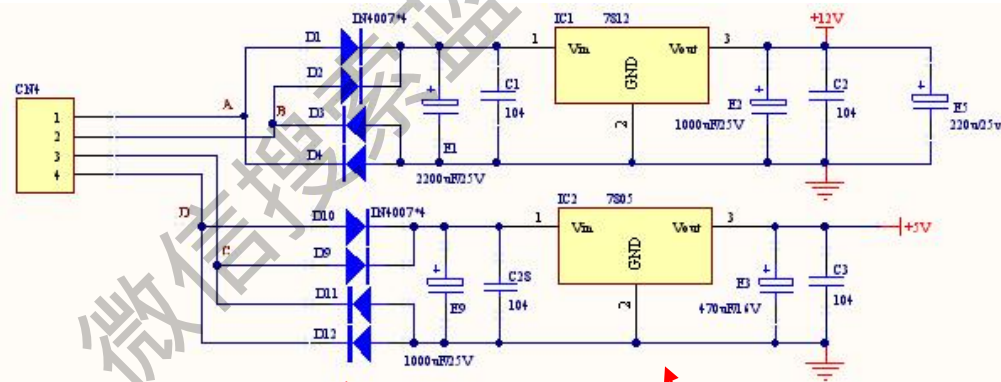 IN4007*4
IC1 7812
+12V
D1
1 Vin Vout 3
D2
GND
CN4
A B
D3
C1
104
E2
1000uF/25V
C2
104
E5
220u/25v
1
2
3
4
2
D4
E1
2200uF/25V
D
D10
IN4007*4
IC2 7805
1 Vin Vout 3
+5V
C
D9
GND
C28
104
E3
470uF/16V
C3
104
D11
E9
2
D12
1000uF/25V
微信搜索蓝